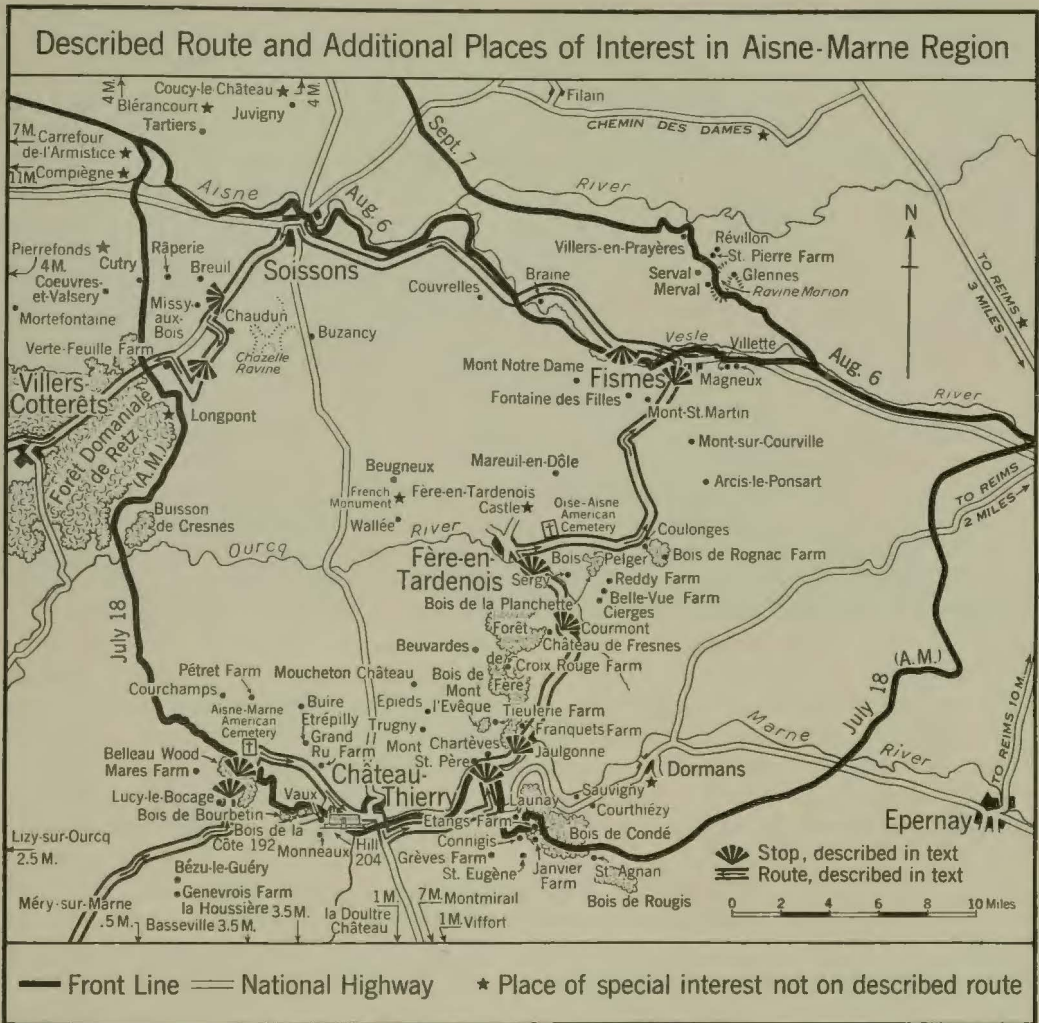 Described Route and Additional Places of Interest in Aisne-Marne Region
4 M.
Coucy-le Château ★
4 M.
Blérancourt ★
Juvigny
Tartiers
Filain
CHEMIN DES DAMES ★
7 M. Carrefour
de-l'Armistice ★
Compiègne ★
11 M.
Aisne
Aug. 6
Sept. 7
River
N
Pierrefonds ★
4 M.
Cutry
Râperie
Breuil
Soissons
Coeuvres-
et-Valsery
Mortefontaine
Missy-
aux-
Bois
Chaudun
Chazelle
Ravine
Buzancy
Couvrelles
Braine
Villers-en-Prayères
Révillon
St. Pierre Farm
Serval
Glennes
Merval
Ravine Marion
TO REIMS
3 MILES
Verte-Feuille Farm
Villers-
Cotterêts
Longpont
Forêt Domaniale
de Retz
(A.M.)
Mont Notre Dame
Fismes
Vesle
Villette
Magneux
Aug. 6
River
Fontaine des Filles
Mont-St. Martin
Mont-sur-Courville
Arcis-le-Ponsart
TO REIMS
2 MILES
Buisson
de Cresnes
Ourcq
River
Beugneux
French
Monument ★
Wallée
Mareuil-en-Dôle
Fère-en-Tardenois
Castle ★
Oise-Aisne
American
Cemetery
Coulonges
Fère-en-
Tardenois
Bois Pelger
Bois de Rognac Farm
Sergy
Reddy Farm
Belle-Vue Farm
Cierges
Bois de la Planchette
Courmont
Château de Fresnes
Forêt
de
Fère
Beuvardes
Croix Rouge Farm
July 18
Pétret Farm
Moucheton Château
Courchamps
Bois de
Mont
l'Evêque
Aisne-Marne
American
Cemetery
Buire
Epieds
Etrépilly
Trugny
Grand
Ru Farm
Tieulerie Farm
Franquets Farm
Mont
St. Père
Chartèves
Jaulgonne
July 18
(A.M.)
Marne
River
TO REIMS 10 M.
Belleau Wood
Mares Farm
Château-
Thierry
Dormans
★
Lucy-le-Bocage
Vaux
Launay
Sauvigny
Courthiézy
Epernay
Bois de Bourbetin
Bois de la
Côte 192
Monneaux
Hill
204
Etangs Farm
Connigis
Bois de Condé
Grèves Farm
St. Eugène
Janvier
Farm
St. Agnan
Bois de Rougis
Lizy-sur-Ourcq
2.5 M.
Bézu-le-Guéry
Genevrois Farm
la Houssière 3.5 M.
Méry-sur-Marne
.5 M.
Basseville 3.5 M.
la Doultre
Château
1 M.
7 M. Montmirail
1 M. Viffort
Stop, described in text
Route, described in text
0 2 4 6 8 10 Miles
Front Line National Highway ★ Place of special interest not on described route